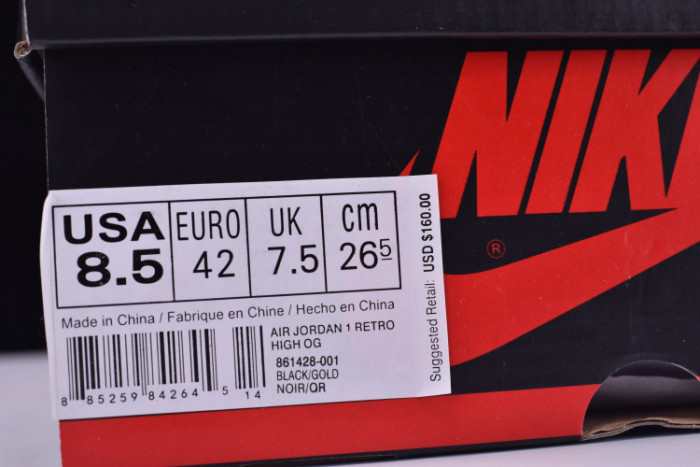 NIKE
®
USA EURO UK cm
8.5 42 7.5 26 5
Suggested Retail: USD $160.00
Made in China / Fabrique en Chine / Hecho en China
AIR JORDAN 1 RETRO
HIGH OG
861428-001
BLACK/GOLD
NOIR/QR
8 85259 84264 5 14